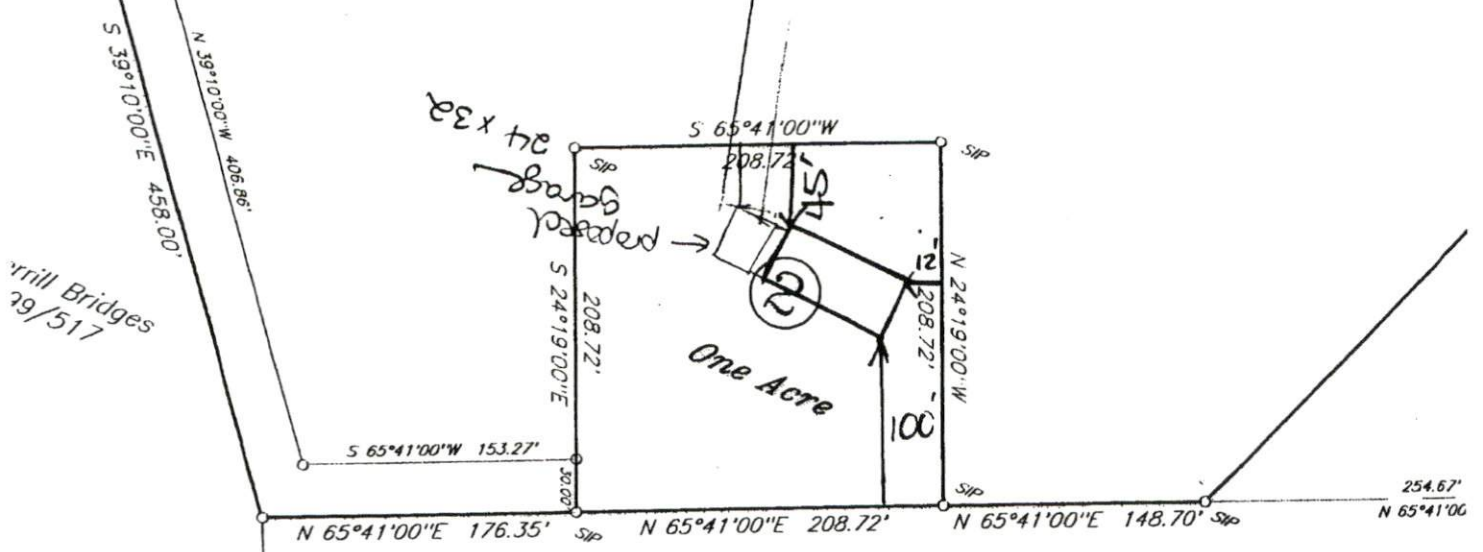 S 39°10'00"E 458.00'
N 39°10'00"W 406.86'
24 x 32
garage
proposed
S 65°41'00"W
208.72'
SIP
SIP
45'
12'
S 24°19'00"E
208.72'
N 24°19'00"W
208.72'
One Acre
100'
rrill Bridges
39/517
S 65°41'00"W 153.27'
30.00'
SIP
254.67'
N 65°41'00
N 65°41'00"E 176.35'
SIP
N 65°41'00"E 208.72'
N 65°41'00"E 148.70'
SIP